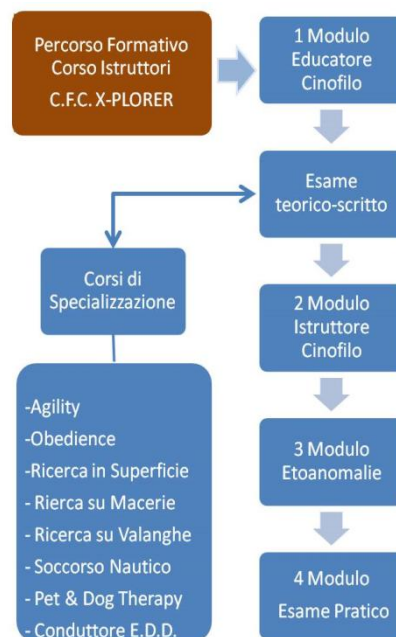 Percorso Formativo
Corso Istruttori
C.F.C. X-PLORER
1 Modulo
Educatore
Cinofilo
Esame
teorico-scritto
Corsi di
Specializzazione
2 Modulo
Istruttore
Cinofilo
-Agility
-Obedience
-Ricerca in Superficie
- Rierca su Macerie
- Ricerca su Valanghe
- Soccorso Nautico
- Pet & Dog Therapy
- Conduttore E.D.D.
3 Modulo
Etoanomalie
4 Modulo
Esame Pratico